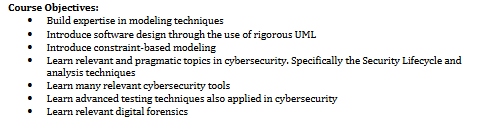 Course Objectives:
• Build expertise in modeling techniques
• Introduce software design through the use of rigorous UML
• Introduce constraint-based modeling
• Learn relevant and pragmatic topics in cybersecurity. Specifically the Security Lifecycle and
analysis techniques
• Learn many relevant cybersecurity tools
• Learn advanced testing techniques also applied in cybersecurity
• Learn relevant digital forensics